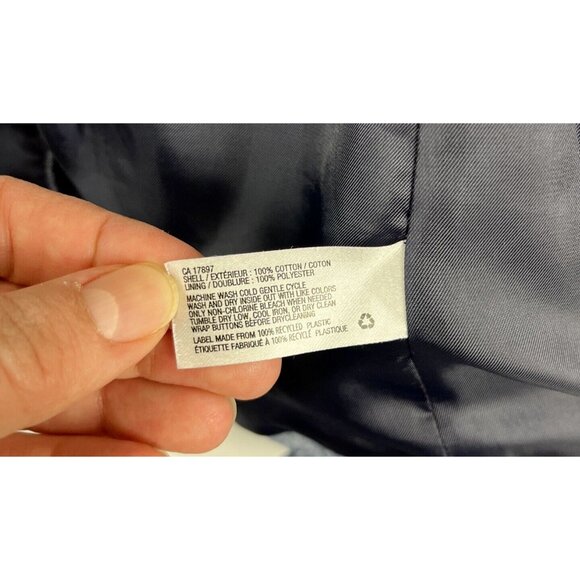 CA 17897
SHELL / EXTÉRIEUR : 100% COTTON / COTON
LINING / DOUBLURE : 100% POLYESTER
MACHINE WASH COLD GENTLE CYCLE
WASH AND DRY INSIDE OUT WITH LIKE COLORS
ONLY NON-CHLORINE BLEACH WHEN NEEDED
TUMBLE DRY LOW, COOL IRON, OR DRY CLEAN
WRAP BUTTONS BEFORE DRYCLEANING
LABEL MADE FROM 100% RECYCLED PLASTIC
ÉTIQUETTE FABRIQUÉ À 100% RECYCLÉ PLASTIQUE